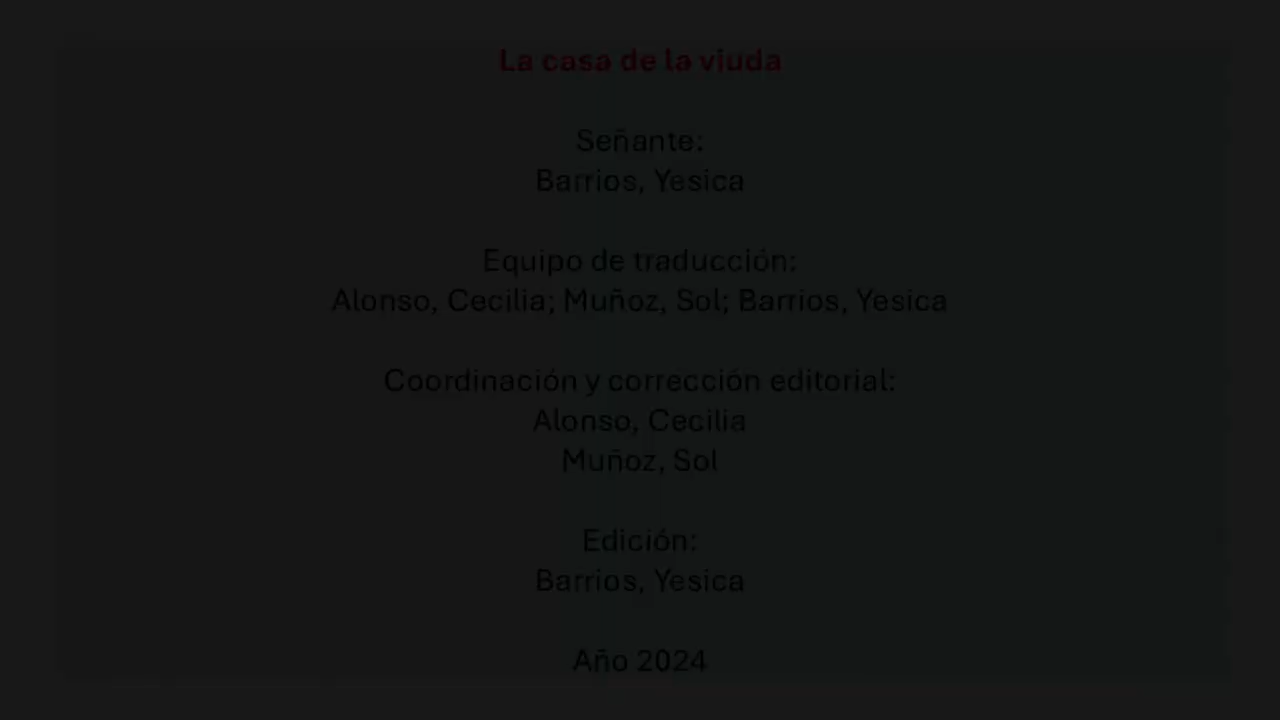 La casa de la viuda
Señante:
Barrios, Yesica
Equipo de traducción:
Alonso, Cecilia; Muñoz, Sol; Barrios, Yesica
Coordinación y corrección editorial:
Alonso, Cecilia
Muñoz, Sol
Edición:
Barrios, Yesica
Año 2024